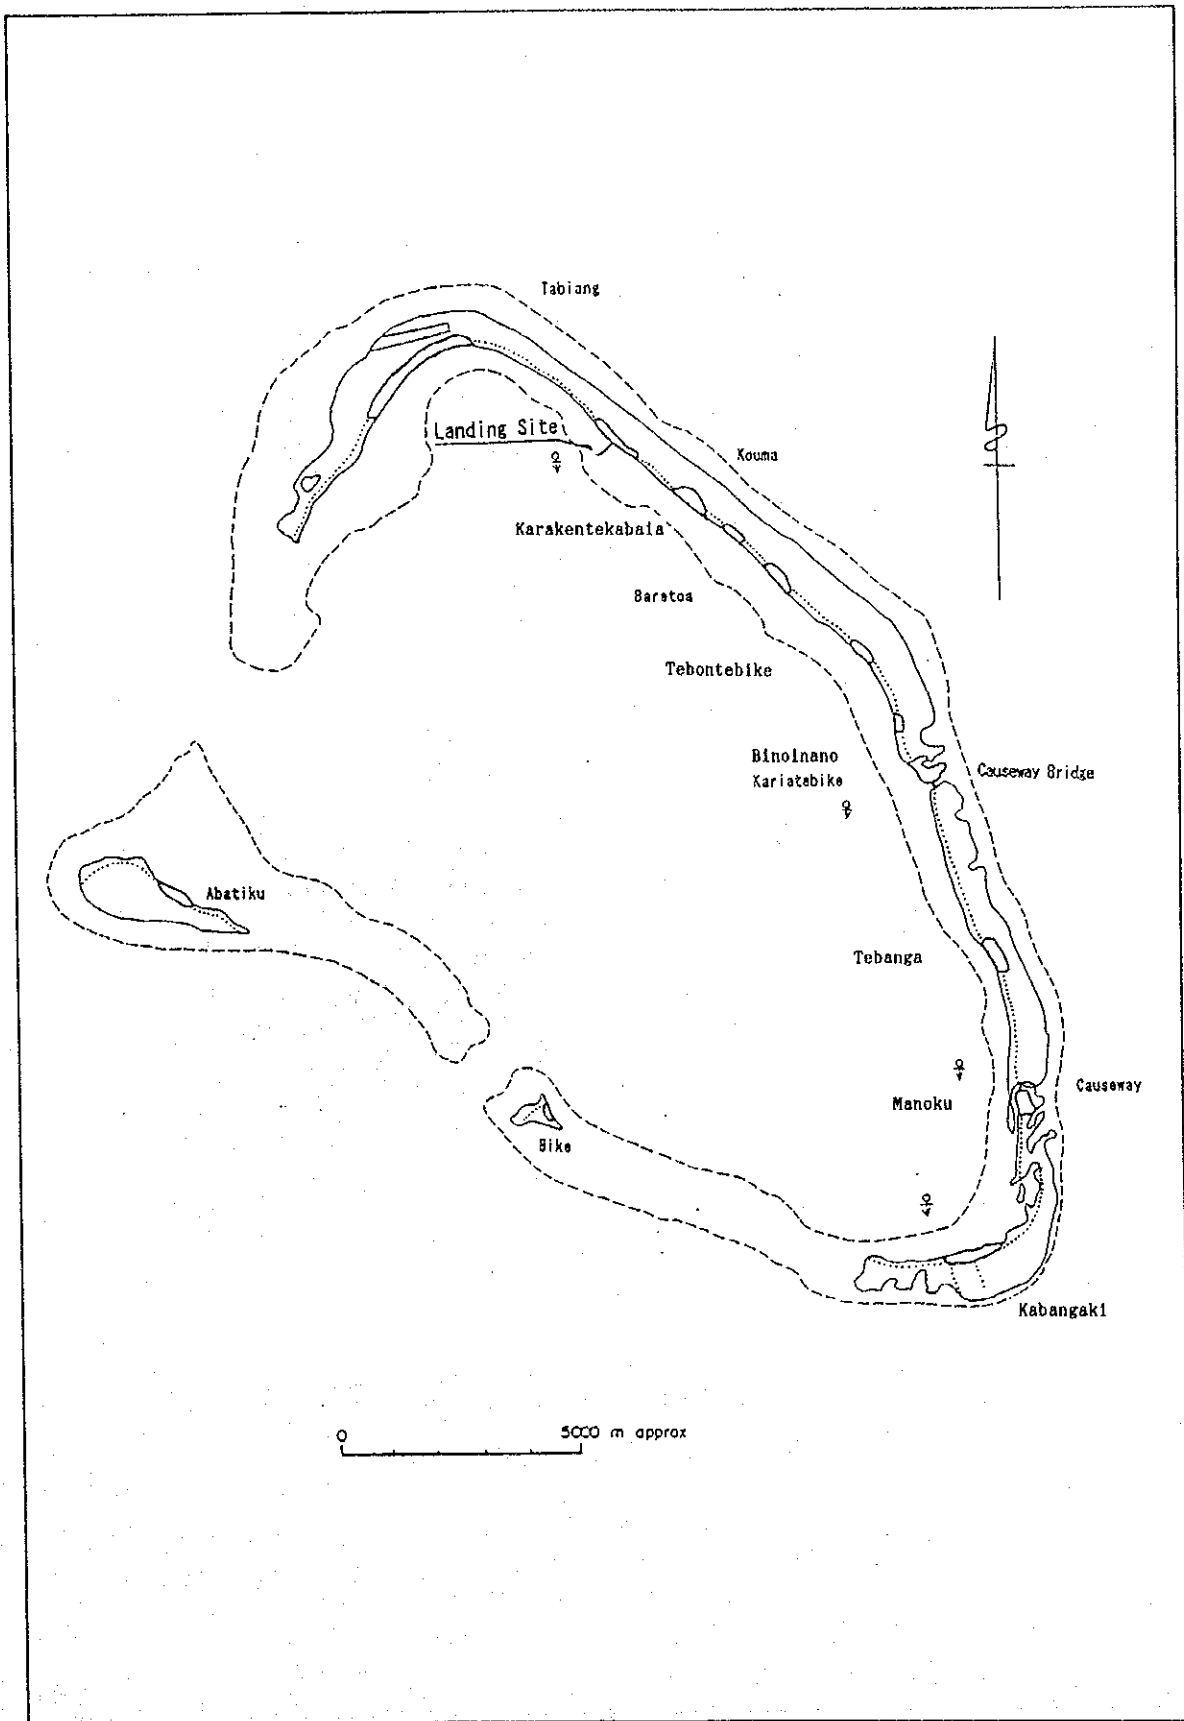 Tabiang
Landing Site
Kouma
Karakentekabaia
Baretoa
Tebontebike
Binoinano
Kariatebike
Causeway Bridge
Abatiku
Tebanga
Causeway
Manoku
Bike
Kabangaki
0 5000 m approx